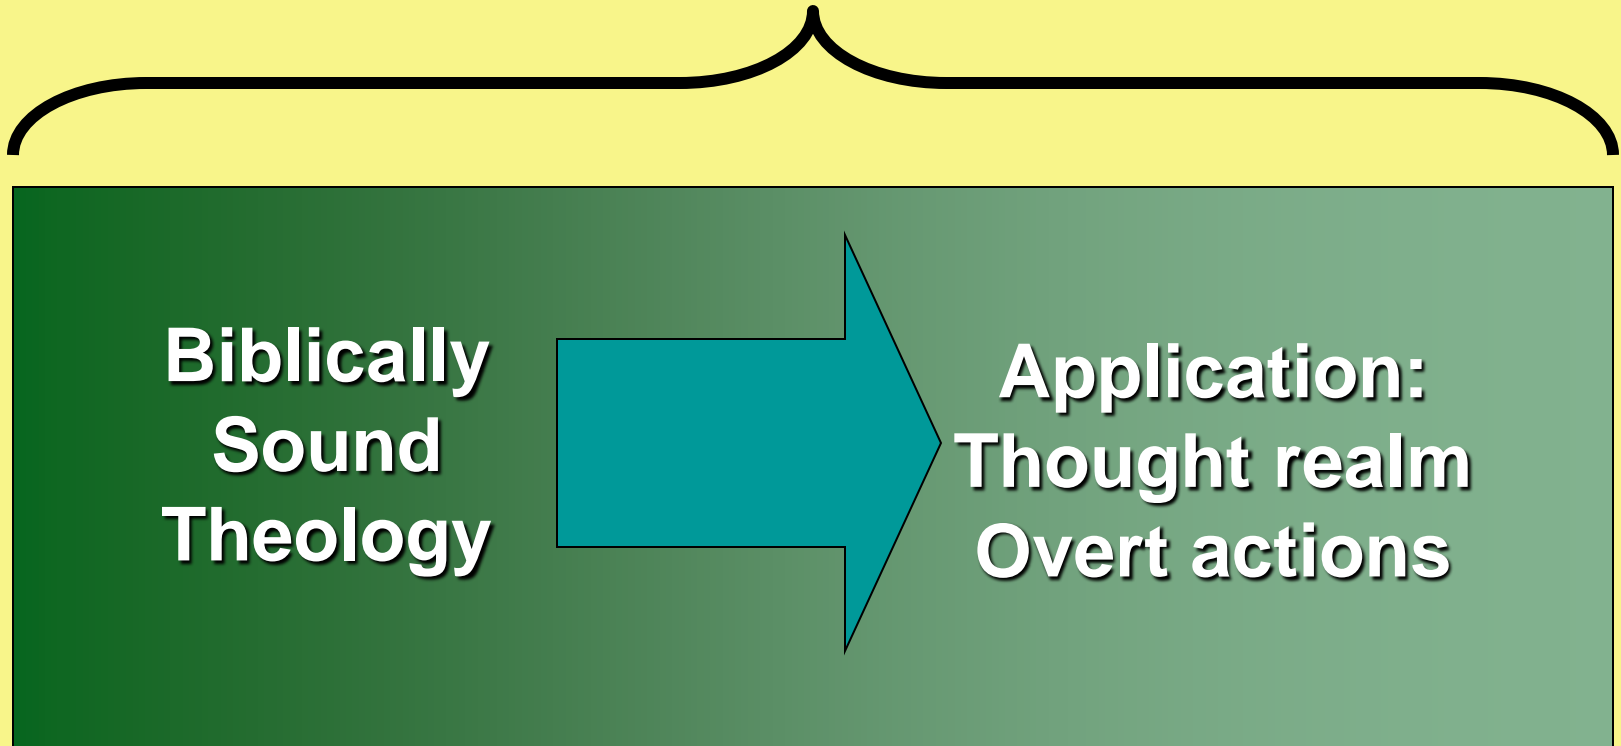 Biblically
Sound
Theology
Application:
Thought realm
Overt actions